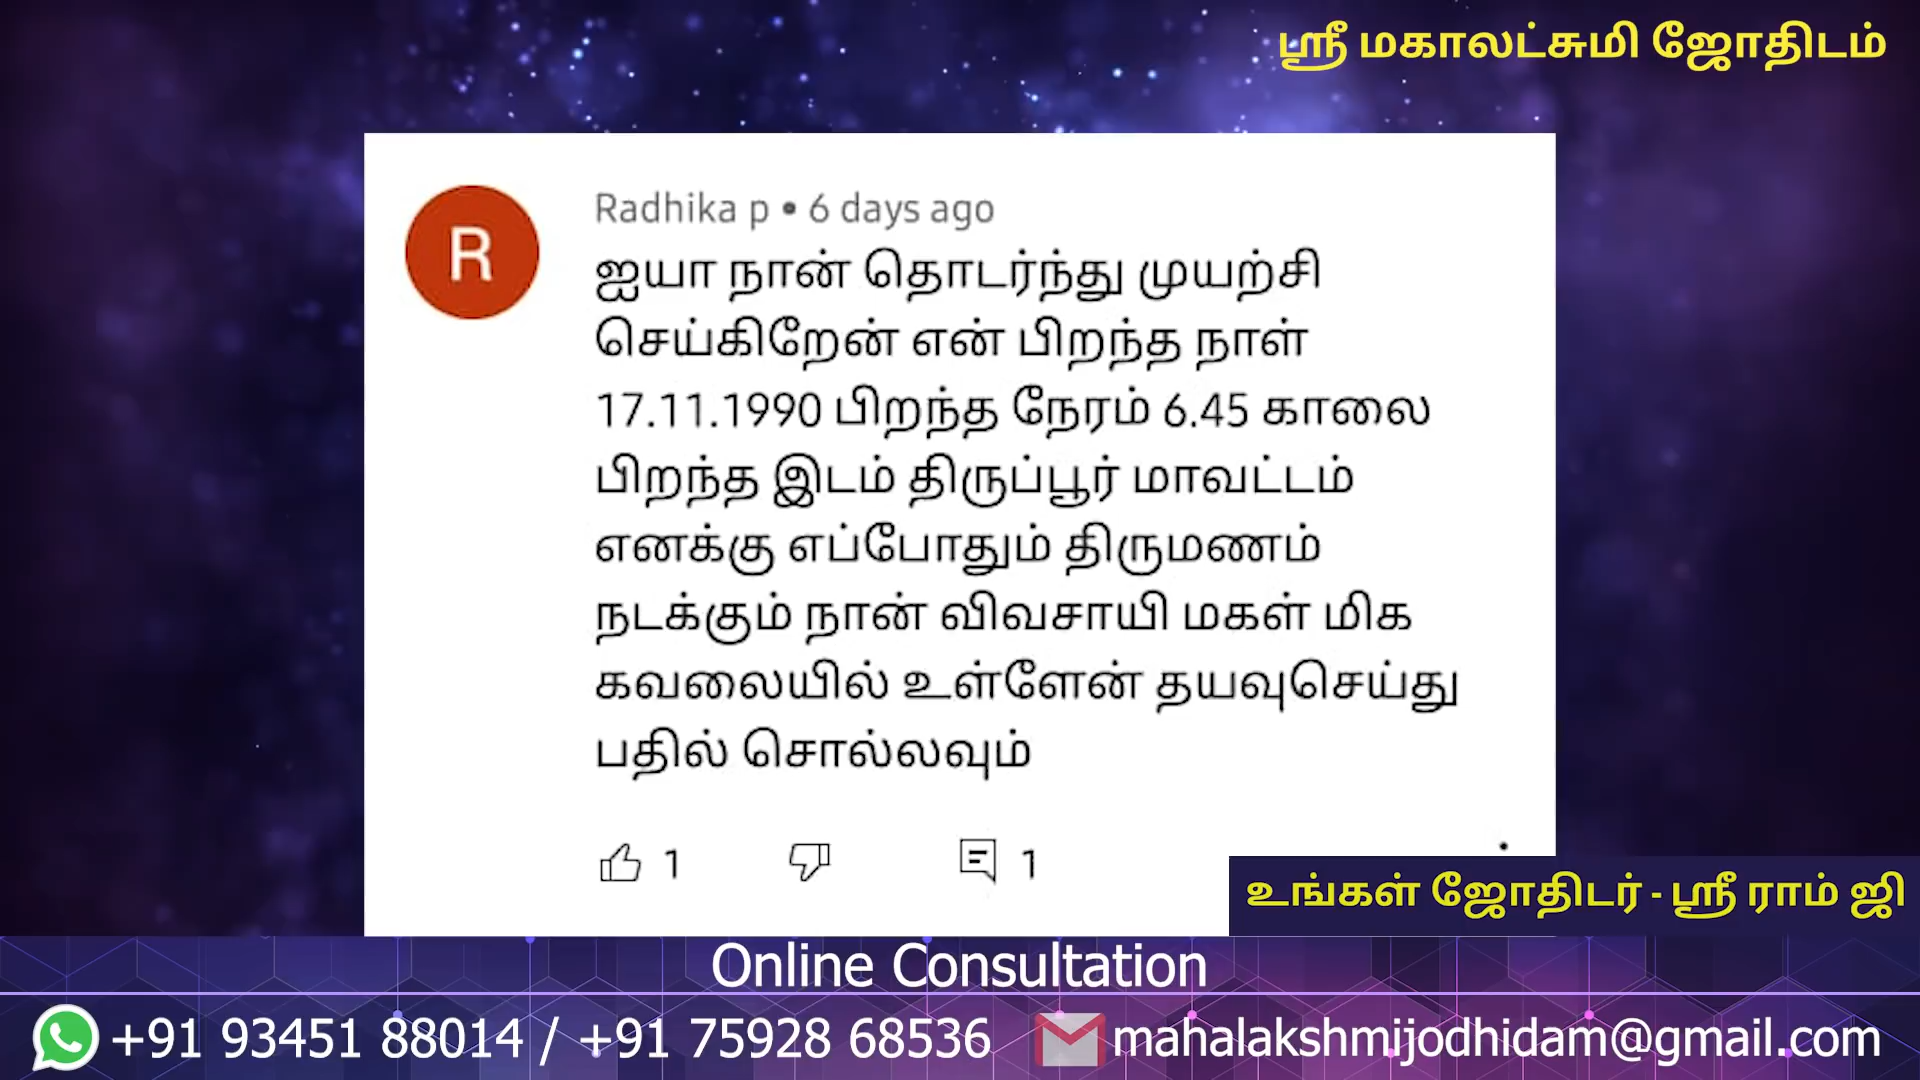 ஸ்ரீ மகாலட்சுமி ஜோதிடம்
R
Radhika p • 6 days ago
ஐயா நான் தொடர்ந்து முயற்சி
செய்கிறேன் என் பிறந்த நாள்
17.11.1990 பிறந்த நேரம் 6.45 காலை
பிறந்த இடம் திருப்பூர் மாவட்டம்
எனக்கு எப்போதும் திருமணம்
நடக்கும் நான் விவசாயி மகள் மிக
கவலையில் உள்ளேன் தயவுசெய்து
பதில் சொல்லவும்
1 1
உங்கள் ஜோதிடர் - ஸ்ரீ ராம் ஜி
Online Consultation
+91 93451 88014 / +91 75928 68536 mahalakshmijodhidam@gmail.com